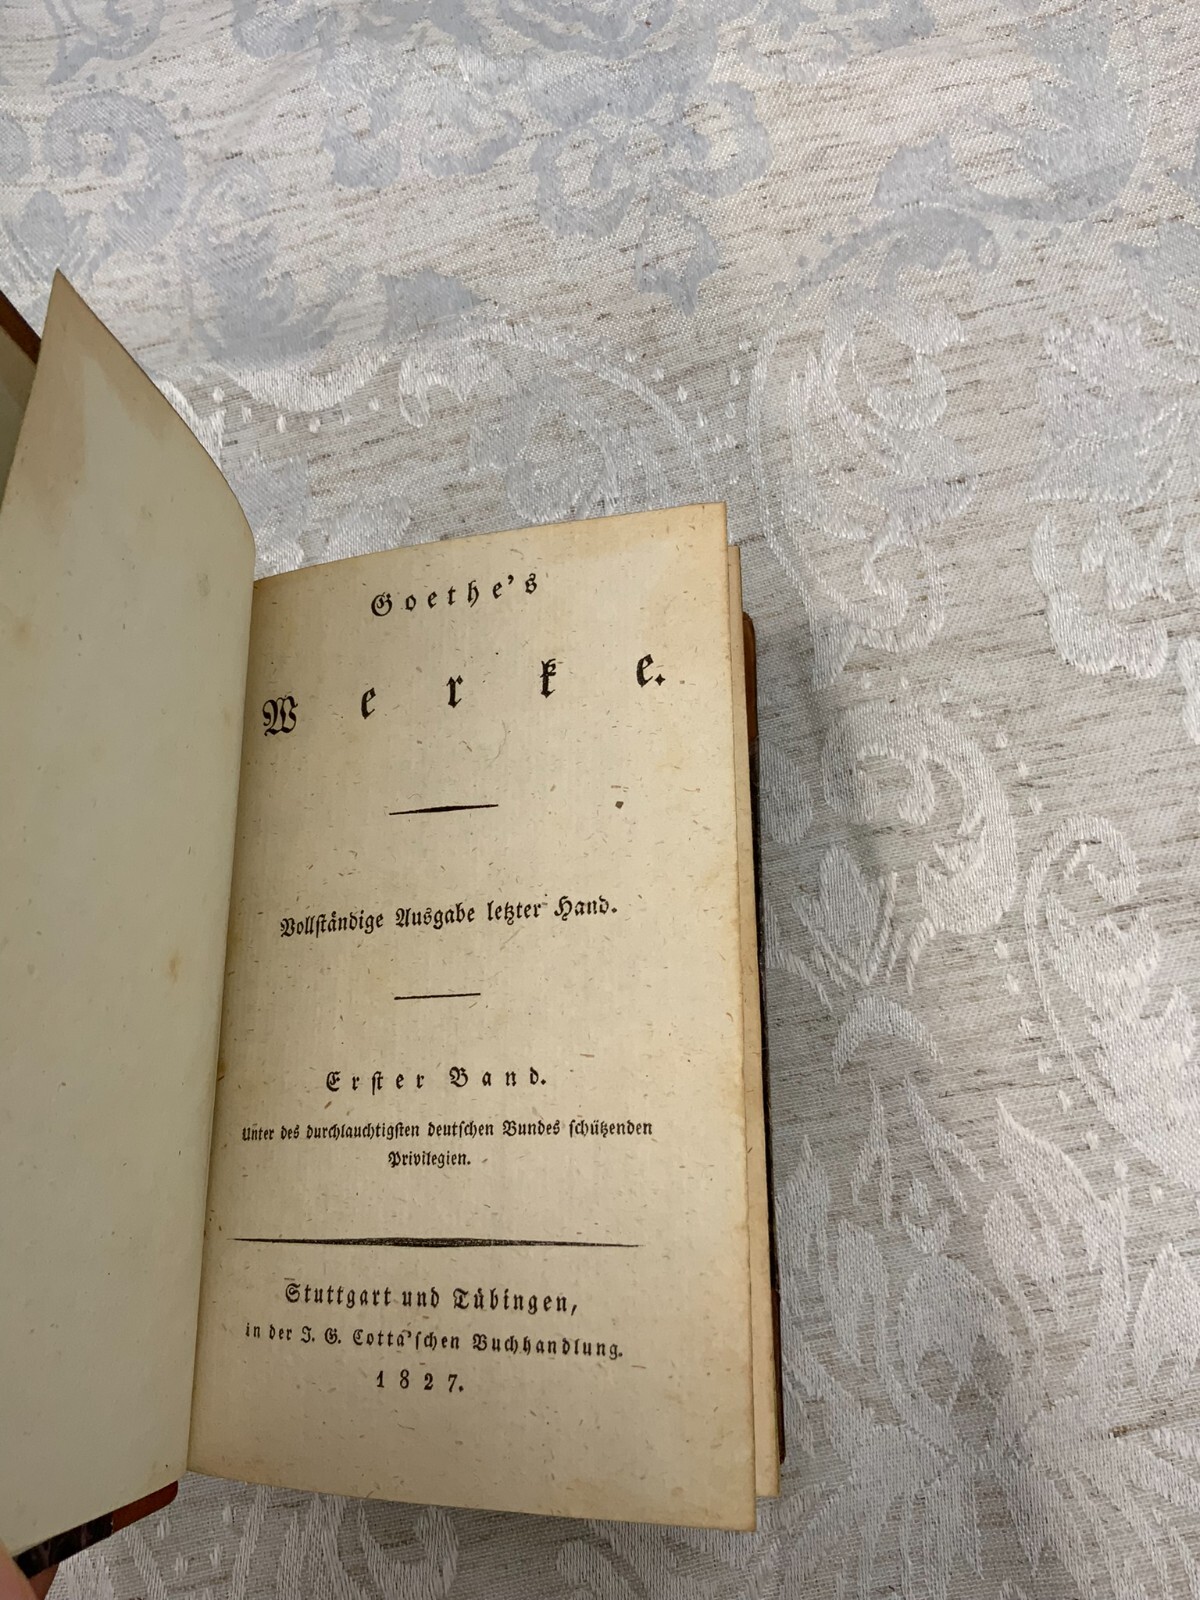 Goethe's
Werke.
Vollständige Ausgabe letzter Hand.
Erster Band.
Unter des durchlauchtigsten deutschen Bundes schützenden
Privilegien.
Stuttgart und Tübingen,
in der J. G. Cotta'schen Buchhandlung.
1827.